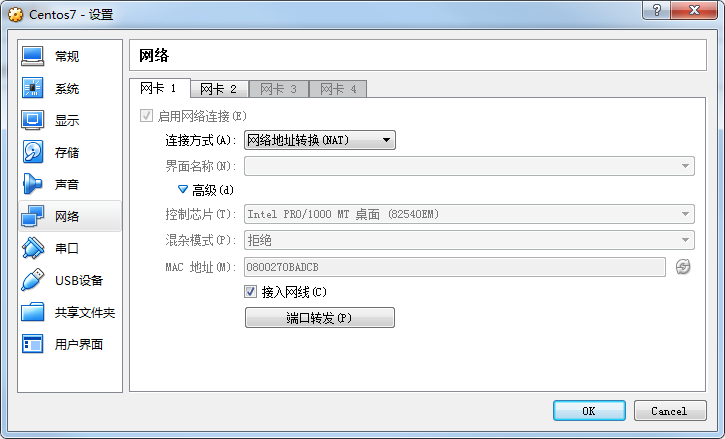 Centos7 - 设置
常规
系统
显示
存储
声音
网络
串口
USB设备
共享文件夹
用户界面
网络
网卡 1 网卡 2 网卡 3 网卡 4
启用网络连接(E)
连接方式(A): 网络地址转换(NAT)
界面名称(N):
高级(d)
控制芯片(T): Intel PRO/1000 MT 桌面 (82540EM)
混杂模式(P): 拒绝
MAC 地址(M): 0800270BADCB
接入网线(C)
端口转发(P)
OK Cancel